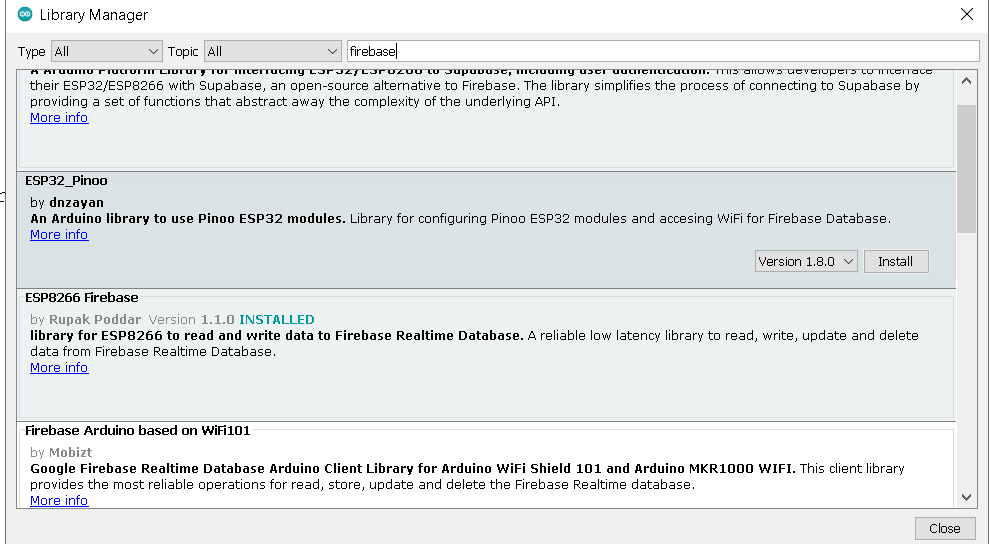 Library Manager
Type All Topic All firebase
A Arduino Platform Library for interfacing ESP32/ESP8266 to Supabase, including user authentication. This allows developers to interface
their ESP32/ESP8266 with Supabase, an open-source alternative to Firebase. The library simplifies the process of connecting to Supabase by
providing a set of functions that abstract away the complexity of the underlying API.
More info
ESP32_Pinoo
by dnzayan
An Arduino library to use Pinoo ESP32 modules. Library for configuring Pinoo ESP32 modules and accesing WiFi for Firebase Database.
More info
Version 1.8.0 Install
ESP8266 Firebase
by Rupak Poddar Version 1.1.0 INSTALLED
library for ESP8266 to read and write data to Firebase Realtime Database. A reliable low latency library to read, write, update and delete
data from Firebase Realtime Database.
More info
Firebase Arduino based on WiFi101
by Mobizt
Google Firebase Realtime Database Arduino Client Library for Arduino WiFi Shield 101 and Arduino MKR1000 WIFI. This client library
provides the most reliable operations for read, store, update and delete the Firebase Realtime database.
More info
Close